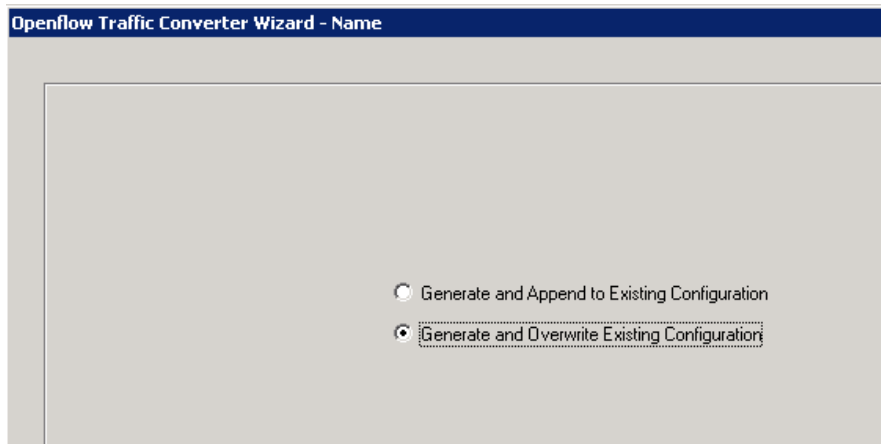 Openflow Traffic Converter Wizard - Name
Generate and Append to Existing Configuration
Generate and Overwrite Existing Configuration